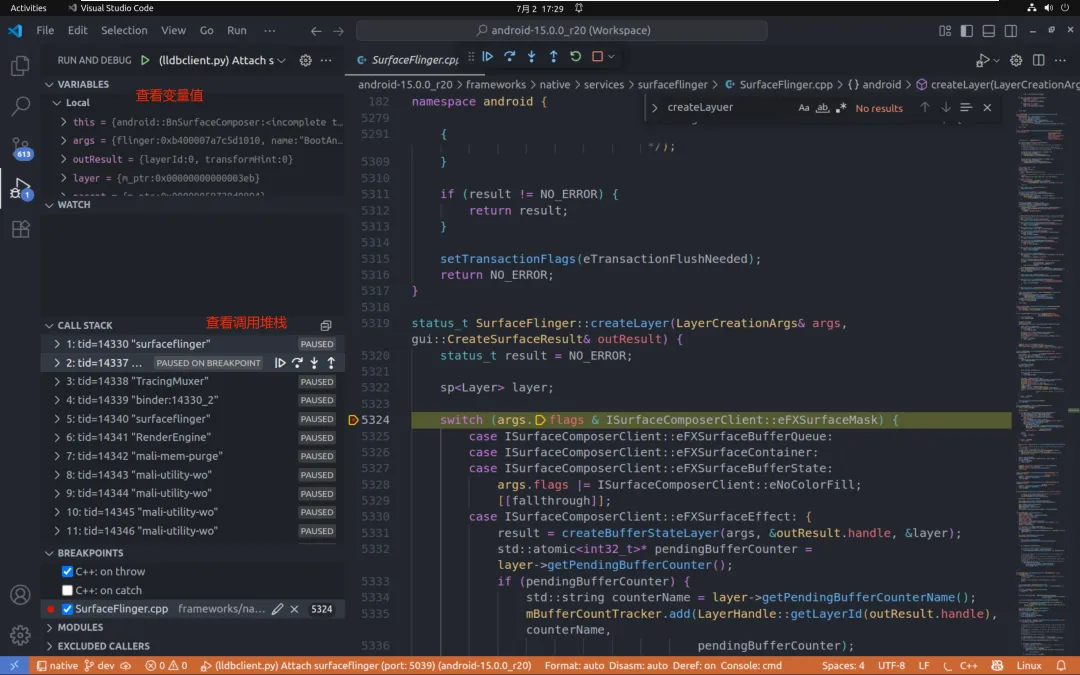 Activities
Visual Studio Code
7月 2 17:29
File Edit Selection View Go Run ···
android-15.0.0_r20 (Workspace)
RUN AND DEBUG
(lldbclient.py) Attach s
SurfaceFlinger.cpp
android-15.0.0_r20 > frameworks > native > services > surfaceflinger > SurfaceFlinger.cpp > {} android > createLayer(LayerCreationArg
VARIABLES
查看变量值
Local
this = {android::BnSurfaceComposer:<incomplete t...
args = {flinger:0xb400007a7c5d1010, name:"BootAn...
outResult = {layerId:0, transformHint:0}
layer = {m_ptr:0x00000000000003eb}
WATCH
查看调用堆栈
CALL STACK
1: tid=14330 "surfaceflinger" PAUSED
2: tid=14337 ... PAUSED ON BREAKPOINT
3: tid=14338 "TracingMuxer" PAUSED
4: tid=14339 "binder:14330_2" PAUSED
5: tid=14340 "surfaceflinger" PAUSED
6: tid=14341 "RenderEngine" PAUSED
7: tid=14342 "mali-mem-purge" PAUSED
8: tid=14343 "mali-utility-wo" PAUSED
9: tid=14344 "mali-utility-wo" PAUSED
10: tid=14345 "mali-utility-wo" PAUSED
11: tid=14346 "mali-utility-wo" PAUSED
BREAKPOINTS
C++: on throw
C++: on catch
SurfaceFlinger.cpp frameworks/na... 5324
MODULES
EXCLUDED CALLERS
613
1
createLayuer
Aa ab .* No results
182 namespace android {
5279
5291 {
*/);
5309 }
5310
5311 if (result != NO_ERROR) {
5312 return result;
5313 }
5314
5315 setTransactionFlags(eTransactionFlushNeeded);
5316 return NO_ERROR;
5317 }
5318
5319 status_t SurfaceFlinger::createLayer(LayerCreationArgs& args,
gui::CreateSurfaceResult& outResult) {
5320 status_t result = NO_ERROR;
5321
5322 sp<Layer> layer;
5323
5324 switch (args.flags & ISurfaceComposerClient::eFXSurfaceMask) {
5325 case ISurfaceComposerClient::eFXSurfaceBufferQueue:
5326 case ISurfaceComposerClient::eFXSurfaceContainer:
5327 case ISurfaceComposerClient::eFXSurfaceBufferState:
5328 args.flags |= ISurfaceComposerClient::eNoColorFill;
5329 [[fallthrough]];
5330 case ISurfaceComposerClient::eFXSurfaceEffect: {
5331 result = createBufferStateLayer(args, &outResult.handle, &layer);
5332 std::atomic<int32_t>* pendingBufferCounter =
layer->getPendingBufferCounter();
5333 if (pendingBufferCounter) {
5334 std::string counterName = layer->getPendingBufferCounterName();
5335 mBufferCountTracker.add(LayerHandle::getLayerId(outResult.handle),
counterName,
5336 pendingBufferCounter);
native dev 0 0 (lldbclient.py) Attach surfaceflinger (port: 5039) (android-15.0.0_r20) Format: auto Disasm: auto Deref: on Console: cmd Spaces: 4 UTF-8 LF C++ Linux